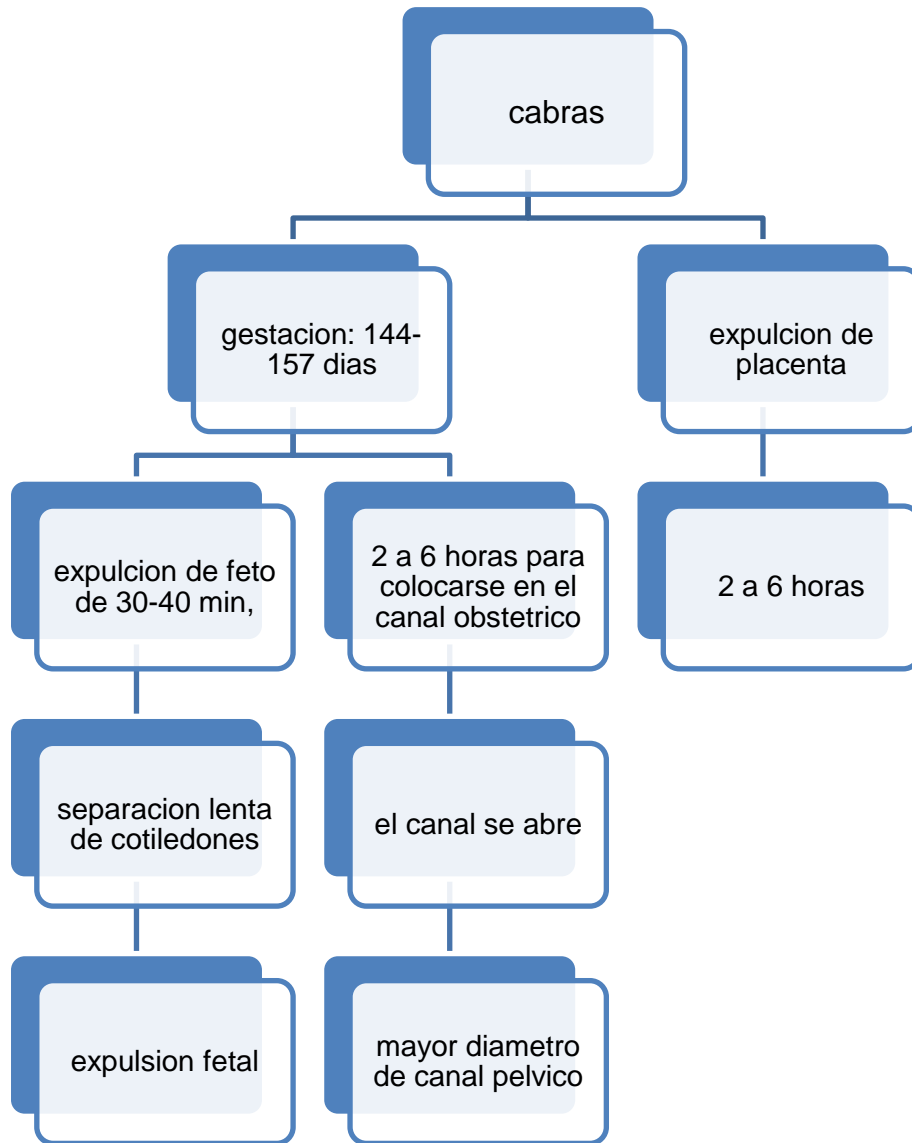 cabras
gestacion: 144-
157 dias
expulcion de
placenta
expulcion de feto
de 30-40 min,
2 a 6 horas para
colocarse en el
canal obstetrico
2 a 6 horas
separacion lenta
de cotiledones
el canal se abre
expulsion fetal
mayor diametro
de canal pelvico